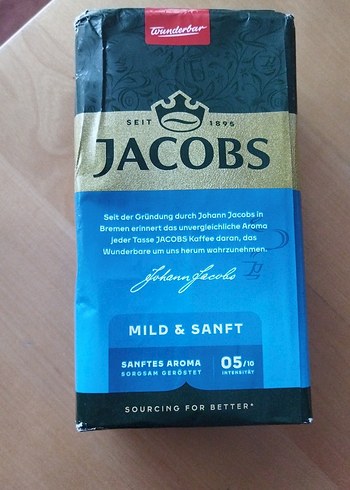 Wunderbar
SEIT 1895
JACOBS
Seit der Gründung durch Johann Jacobs in
Bremen erinnert das unvergleichliche Aroma
jeder Tasse JACOBS Kaffee daran, das
Wunderbare um uns herum wahrzunehmen.
Johann Jacobs
MILD & SANFT
SANFTES AROMA
SORGSAM GERÖSTET
05/10
INTENSITÄT
SOURCING FOR BETER*